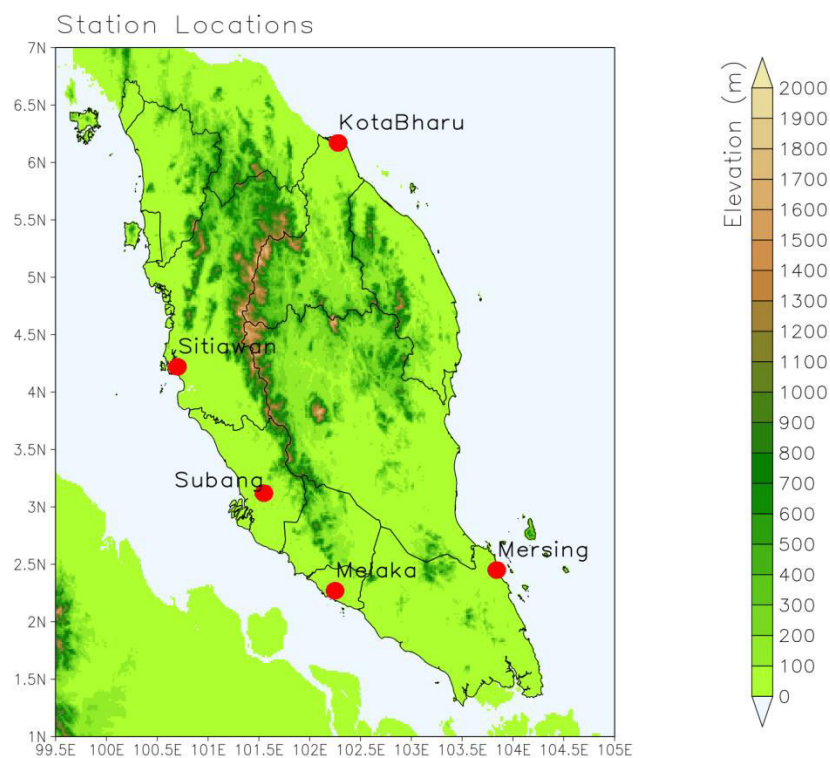 Station Locations
7N
6.5N
6N
5.5N
5N
4.5N
4N
3.5N
3N
2.5N
2N
1.5N
1N
99.5E 100E 100.5E 101E 101.5E 102E 102.5E 103E 103.5E 104E 104.5E 105E
KotaBharu
Sitiawan
Subang
Melaka
Mersing
Elevation (m)
2000
1900
1800
1700
1600
1500
1400
1300
1200
1100
1000
900
800
700
600
500
400
300
200
100
0